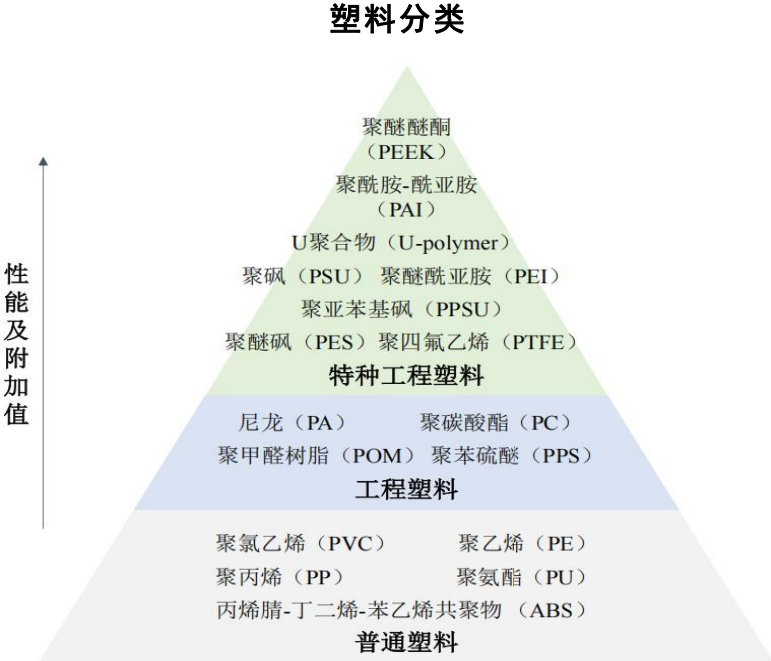 塑料分类
聚醚醚酮
（PEEK）
聚酰胺-酰亚胺
（PAI）
U聚合物（U-polymer）
聚砜（PSU） 聚醚酰亚胺（PEI）
聚亚苯基砜（PPSU）
聚醚砜（PES）聚四氟乙烯（PTFE）
特种工程塑料
尼龙（PA） 聚碳酸酯（PC）
聚甲醛树脂（POM） 聚苯硫醚（PPS）
工程塑料
聚氯乙烯（PVC） 聚乙烯（PE）
聚丙烯（PP） 聚氨酯（PU）
丙烯腈-丁二烯-苯乙烯共聚物 （ABS）
普通塑料
性能及附加值